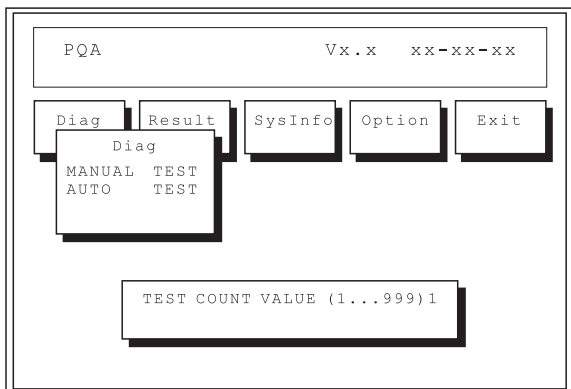 PQA Vx.x xx-xx-xx
Diag Result SysInfo Option Exit
Diag
MANUAL TEST
AUTO TEST
TEST COUNT VALUE (1...999)1